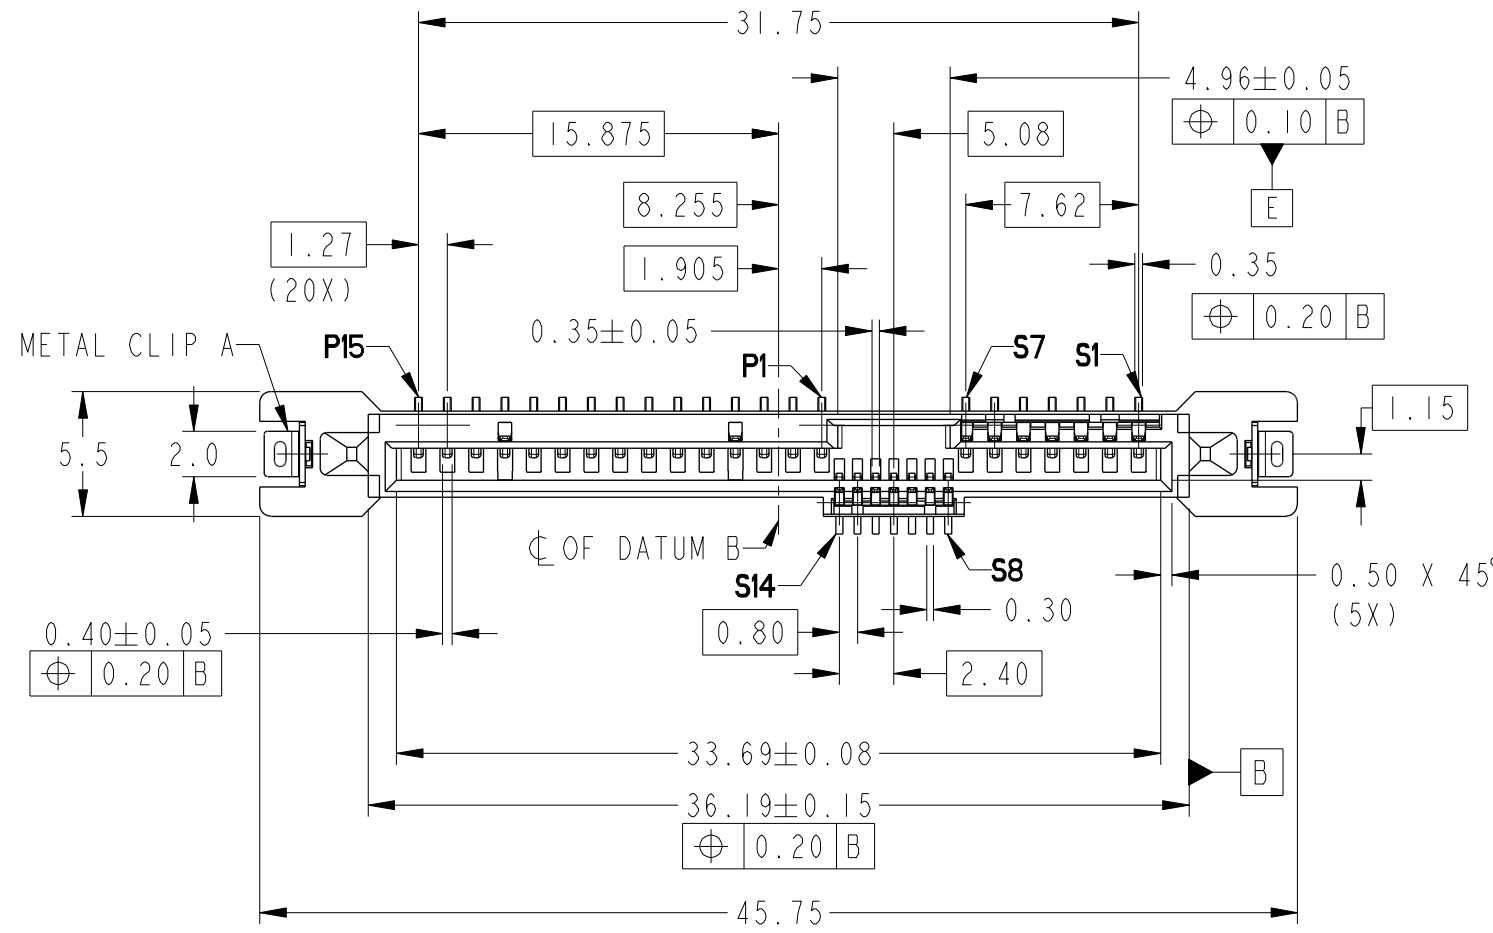 31.75
4.96±0.05
⌖ 0.10 B
15.875
5.08
E
8.255
7.62
1.27
(20X)
1.905
0.35
⌖ 0.20 B
0.35±0.05
METAL CLIP A
P15
P1
S7
S1
1.15
5.5
2.0
℄ OF DATUM B
S14
S8
0.50 X 45°
(5X)
0.40±0.05
⌖ 0.20 B
0.80
0.30
2.40
33.69±0.08
B
36.19±0.15
⌖ 0.20 B
45.75